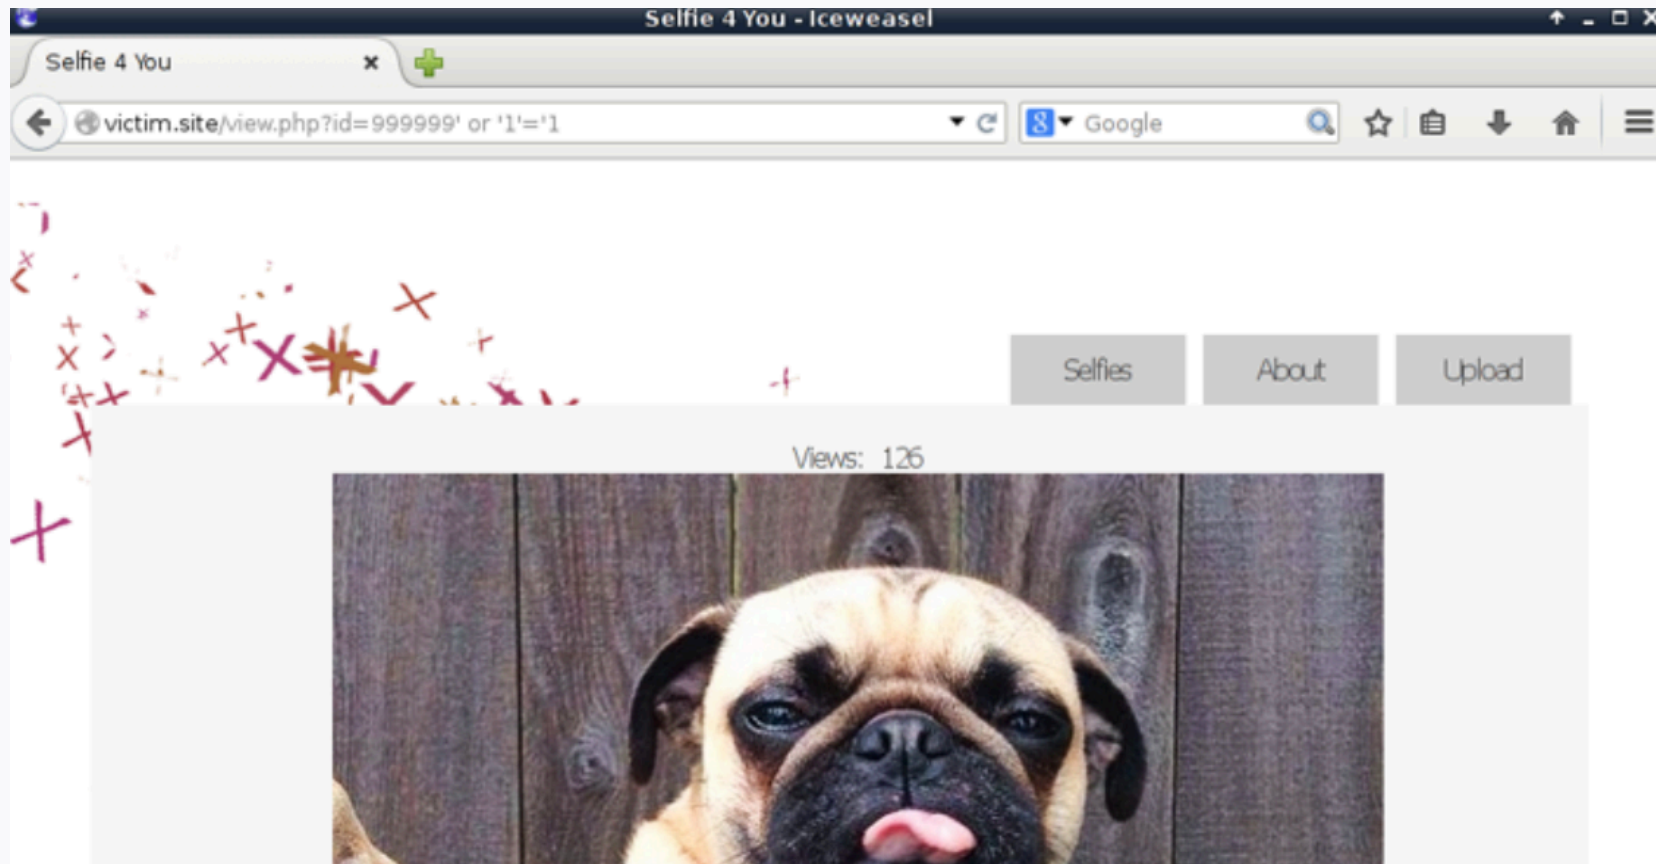 Selfie 4 You - Iceweasel
Selfie 4 You
victim.site/view.php?id=999999' or '1'='1
8 Google
Selfies About Upload
Views: 126